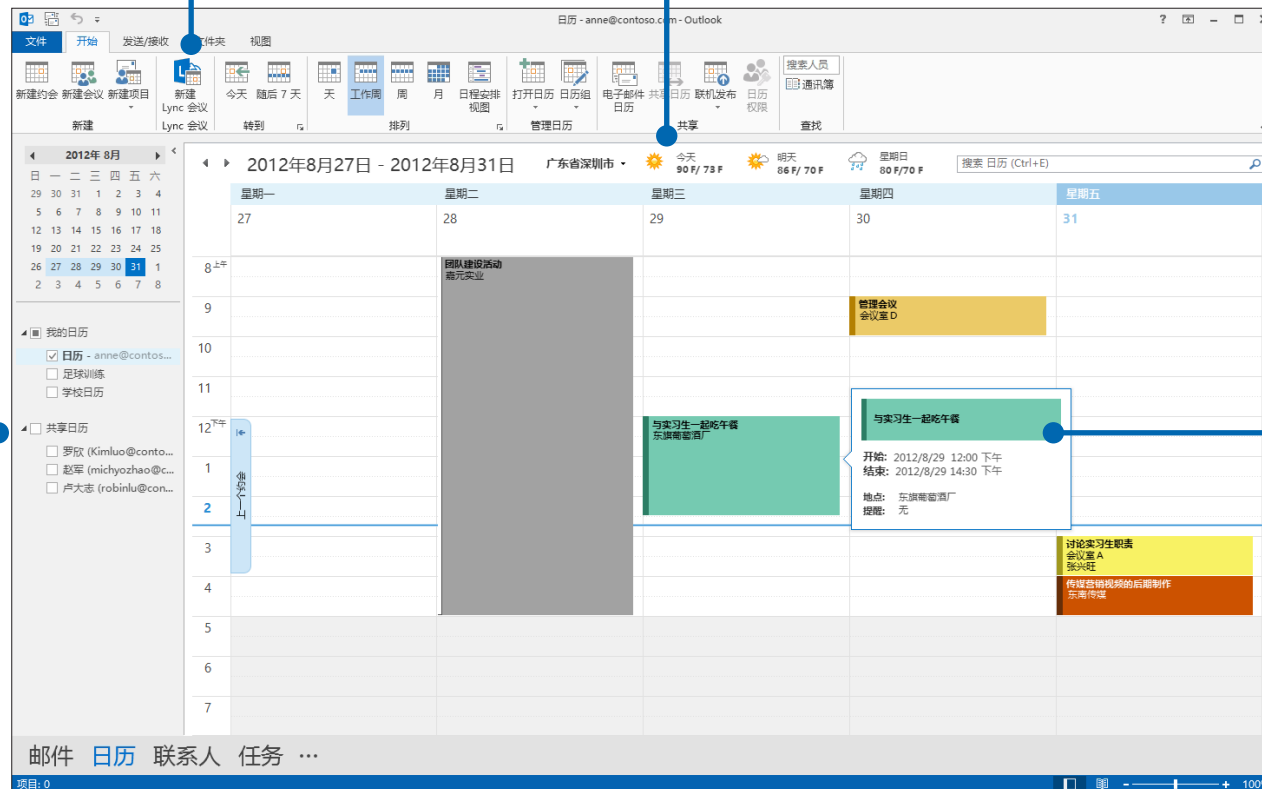 日历 - anne@contoso.com - Outlook
?
文件 开始 发送/接收 文件夹 视图
新建约会 新建会议 新建项目
新建
Lync 会议
今天 随后 7 天
天 工作周 周 月 日程安排
视图
打开日历 日历组
电子邮件
日历
共享日历 联机发布 日历
权限
搜索人员
通讯簿
新建 Lync 会议 转到 排列 管理日历 共享 查找
2012年 8月
日 一 二 三 四 五 六
29 30 31 1 2 3 4
5 6 7 8 9 10 11
12 13 14 15 16 17 18
19 20 21 22 23 24 25
26 27 28 29 30 31 1
2 3 4 5 6 7 8
我的日历
日历 - anne@contos...
足球训练
学校日历
共享日历
罗欣 (Kimluo@conto...
赵军 (michyozhao@c...
卢大志 (robinlu@con...
2012年8月27日 - 2012年8月31日
广东省深圳市
今天
90 F/ 73 F
明天
86 F/ 70 F
星期日
80 F/70 F
搜索 日历 (Ctrl+E)
星期一 星期二 星期三 星期四 星期五
27 28 29 30 31
8 上午
9
10
11
12 下午
1
2
3
4
5
6
7
上一个约会
团队建设活动
嘉元实业
与实习生一起吃午餐
东旗葡萄酒厂
管理会议
会议室 D
与实习生一起吃午餐
开始: 2012/8/29 12:00 下午
结束: 2012/8/29 14:30 下午
地点: 东旗葡萄酒厂
提醒: 无
讨论实习生职责
会议室 A
张兴旺
传媒营销视频的后期制作
东南传媒
邮件 日历 联系人 任务 ···
项目: 0
- + 100%